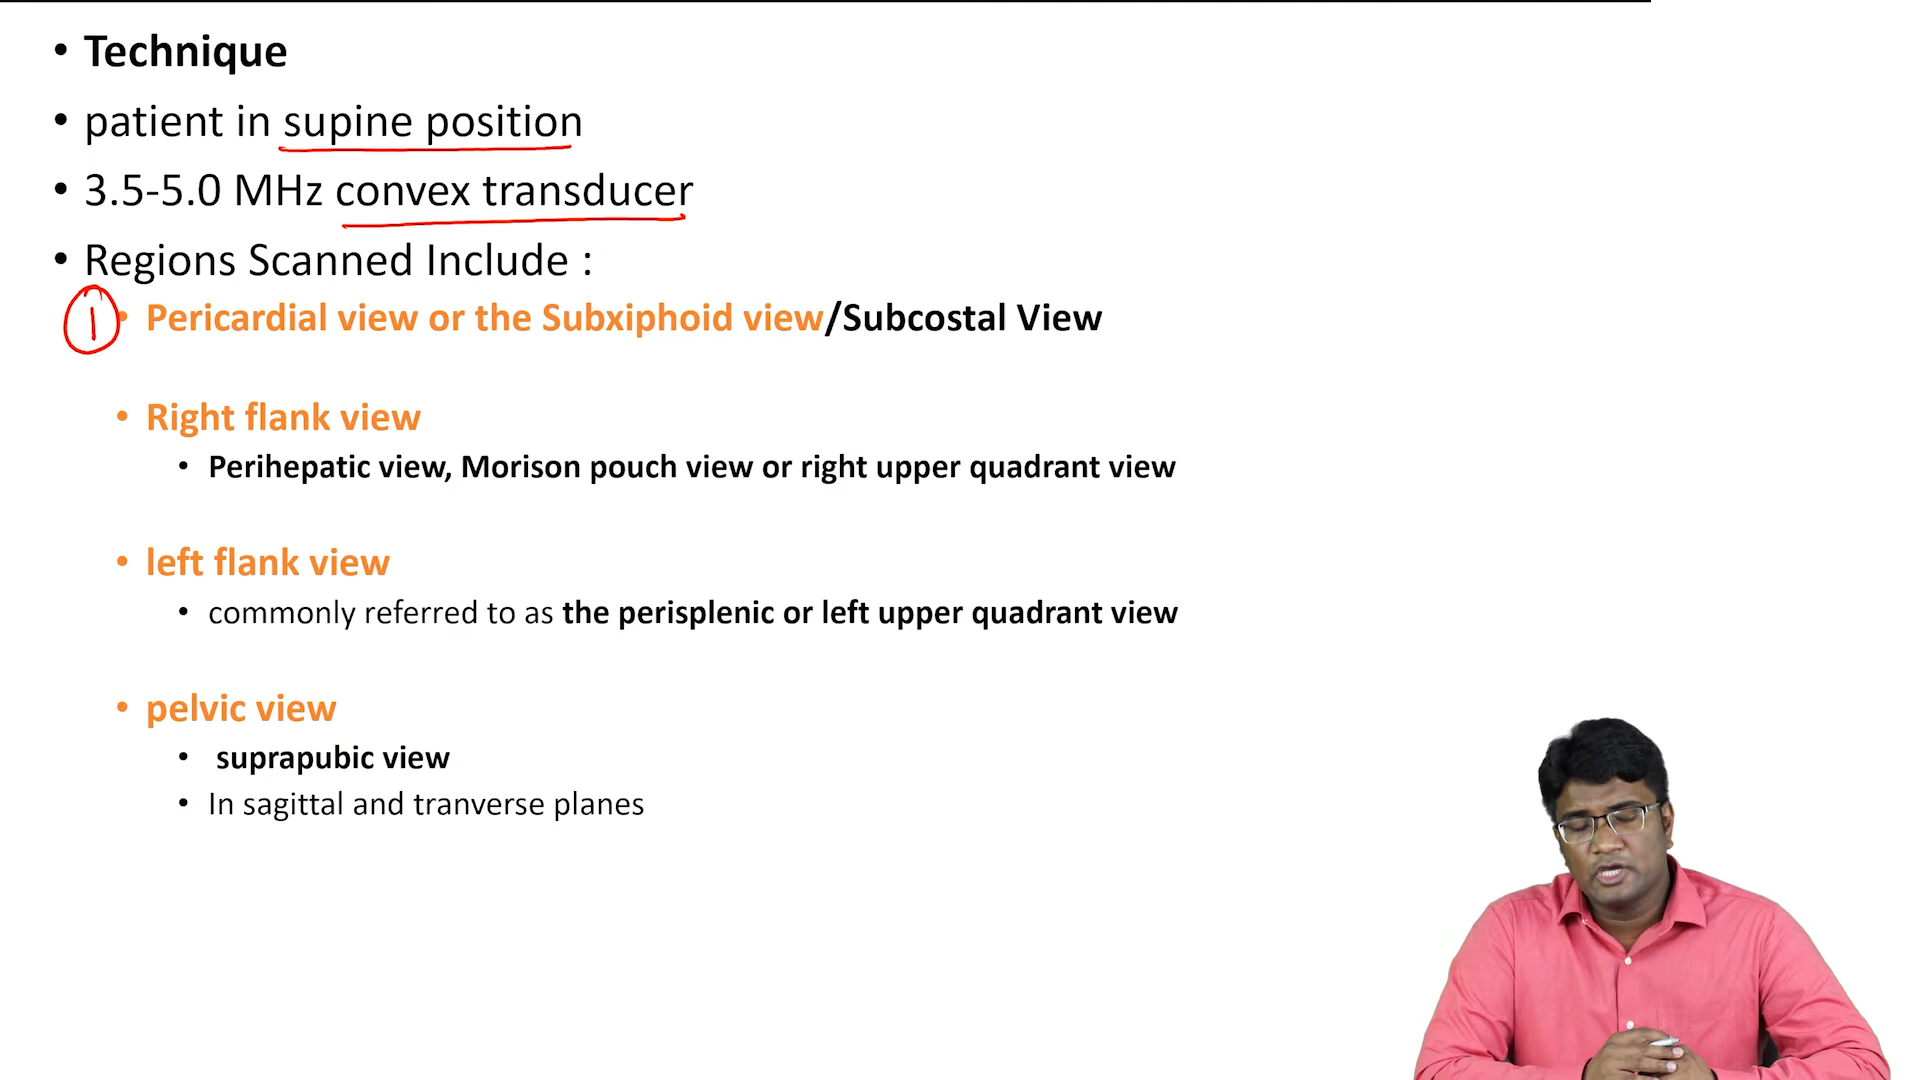 • Technique
• patient in supine position
• 3.5-5.0 MHz convex transducer
• Regions Scanned Include :
1 • Pericardial view or the Subxiphoid view/Subcostal View
• Right flank view
• Perihepatic view, Morison pouch view or right upper quadrant view
• left flank view
• commonly referred to as the perisplenic or left upper quadrant view
• pelvic view
• suprapubic view
• In sagittal and tranverse planes